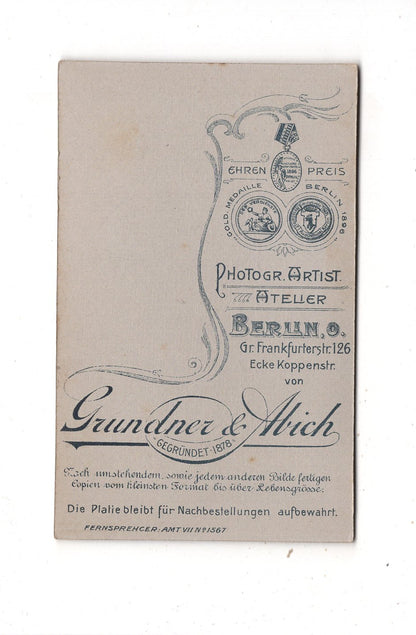 EHREN PREIS
GOLD. MEDAILLE BERLIN 1896
PHOTOGR. ARTIST
ATELIER
BERLIN. O.
Gr. Frankfurterstr. 126
Ecke Koppenstr.
von
Grundner & Abich
GEGRÜNDET 1878
Nach umstehendem, sowie jedem anderen Bilde fertigen
Copien vom kleinsten Format bis über Lebensgrösse.
Die Platte bleibt für Nachbestellungen aufbewahrt.
FERNSPRECHER: AMT VII Nº 1567